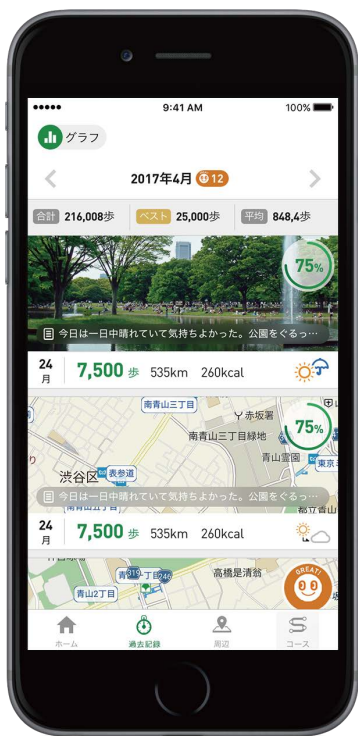 9:41 AM 100%
グラフ
2017年4月 12
合計 216,008歩 ベスト 25,000歩 平均 848,4歩
75%
今日は一日中晴れていて気持ちよかった。公園をぐるっ…
24
月
7,500 歩 535km 260kcal
南青山三丁目
赤坂署
南青山三丁目緑地
75%
青山霊園
渋谷区 表参道
今日は一日中晴れていて気持ちよかった。公園をぐるっ…
24
月
7,500 歩 535km 260kcal
319
246
高橋是清翁
GREAT!
青山2丁目
ホーム 過去記録 周辺 コース